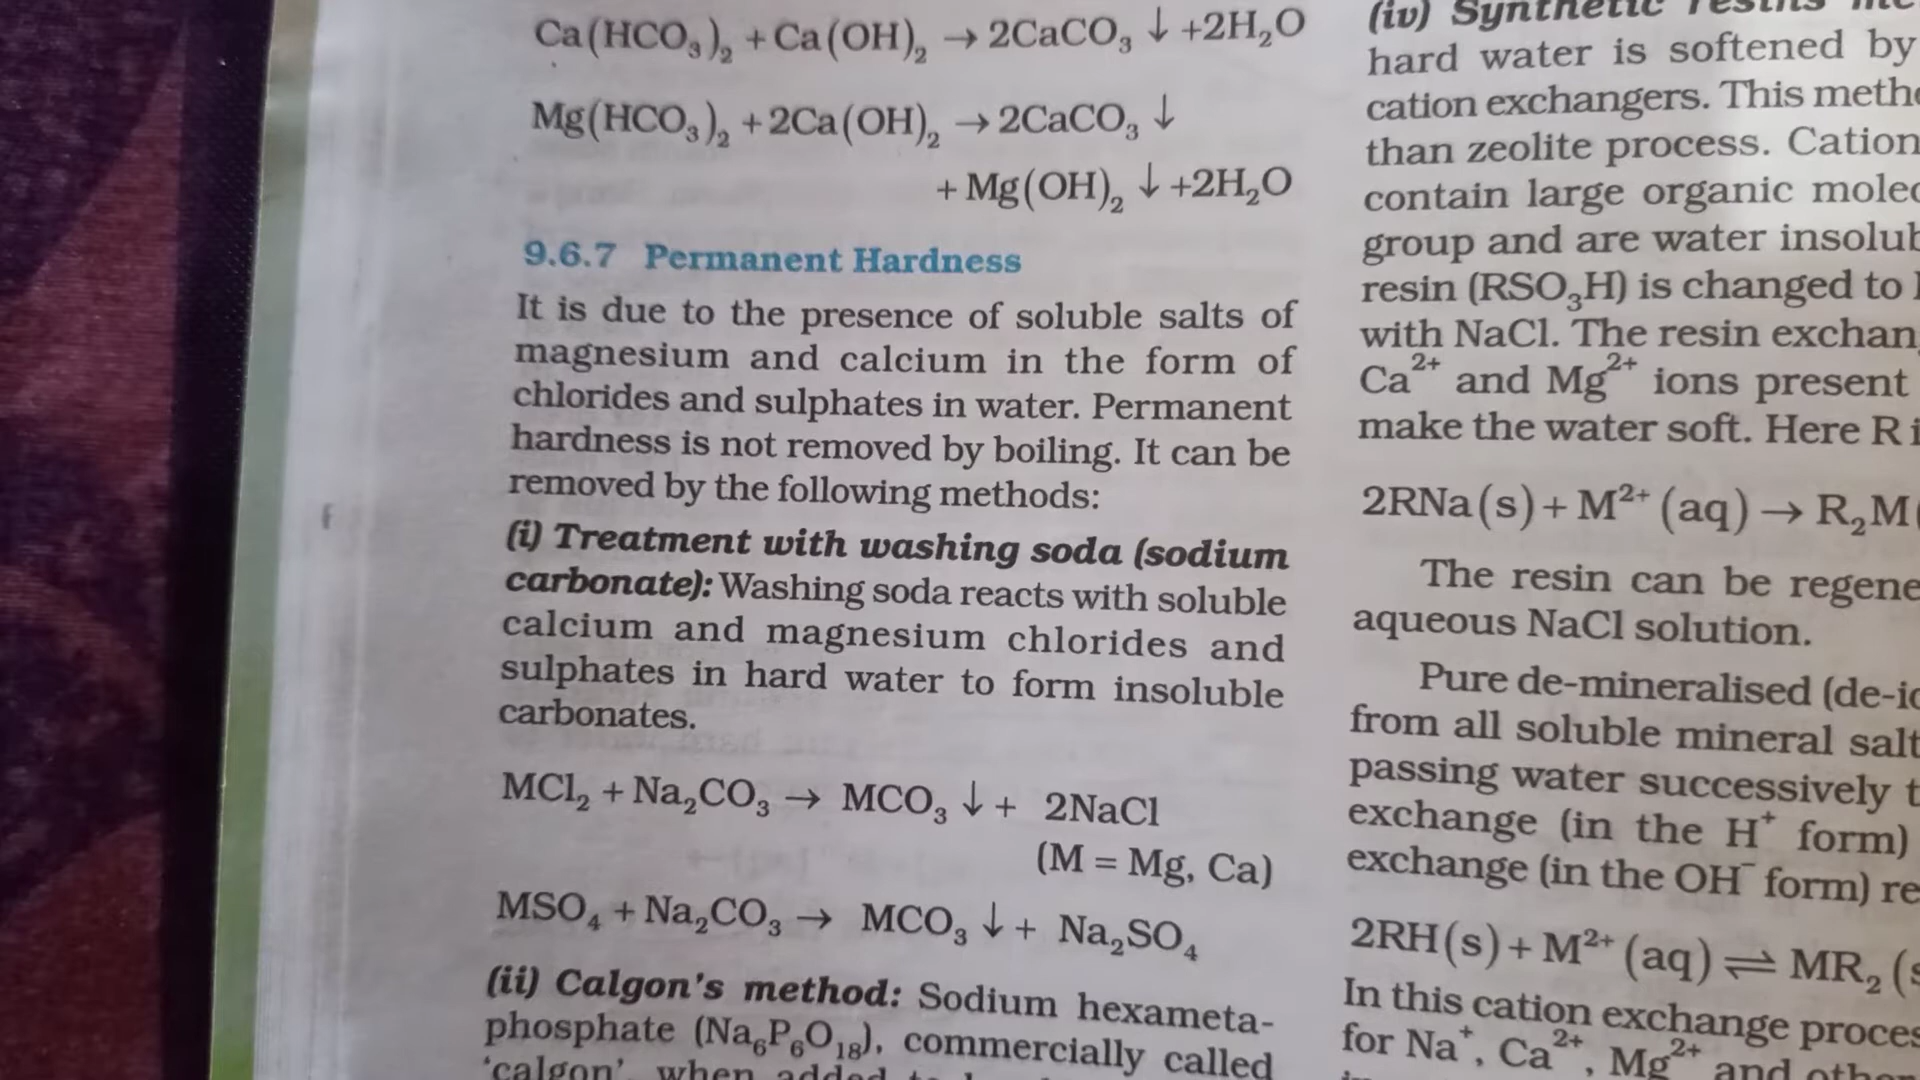 Ca(HCO₃)₂ + Ca(OH)₂ → 2CaCO₃ ↓ +2H₂O
Mg(HCO₃)₂ + 2Ca(OH)₂ → 2CaCO₃ ↓
+ Mg(OH)₂ ↓ +2H₂O
9.6.7 Permanent Hardness
It is due to the presence of soluble salts of
magnesium and calcium in the form of
chlorides and sulphates in water. Permanent
hardness is not removed by boiling. It can be
removed by the following methods:
(i) Treatment with washing soda (sodium
carbonate): Washing soda reacts with soluble
calcium and magnesium chlorides and
sulphates in hard water to form insoluble
carbonates.
MCl₂ + Na₂CO₃ → MCO₃ ↓ + 2NaCl
(M = Mg, Ca)
MSO₄ + Na₂CO₃ → MCO₃ ↓ + Na₂SO₄
(ii) Calgon's method: Sodium hexameta-
phosphate (Na₆P₆O₁₈), commercially called
'calgon', when added
(iv) Synthetic resins
hard water is softened by
cation exchangers. This
than zeolite process. Cation
contain large organic
group and are water
resin (RSO₃H) is changed to
with NaCl. The resin
Ca²⁺ and Mg²⁺ ions present
make the water soft. Here R
2RNa(s) + M²⁺ (aq) → R₂M
The resin can be
aqueous NaCl solution.
Pure de-mineralised
from all soluble mineral
passing water successively
exchange (in the H⁺ form)
exchange (in the OH⁻ form)
2RH(s) + M²⁺ (aq) ⇌ MR₂
In this cation exchange
for Na⁺, Ca²⁺, Mg²⁺ and